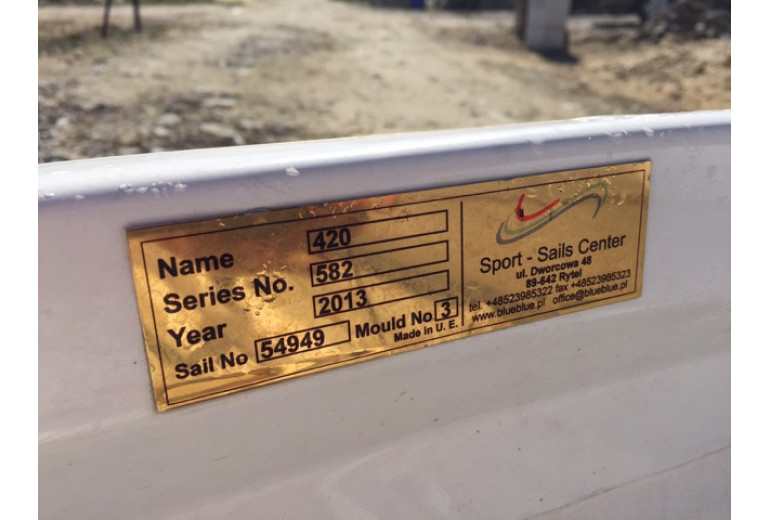 Name 420
Series No. 582
Year 2013
Sail No 54949 Mould No 3
Made in U. E.
Sport - Sails Center
ul. Dworcowa 48
89-642 Rytel
tel. +48523985322 fax +48523985323
www.blueblue.pl office@blueblue.pl